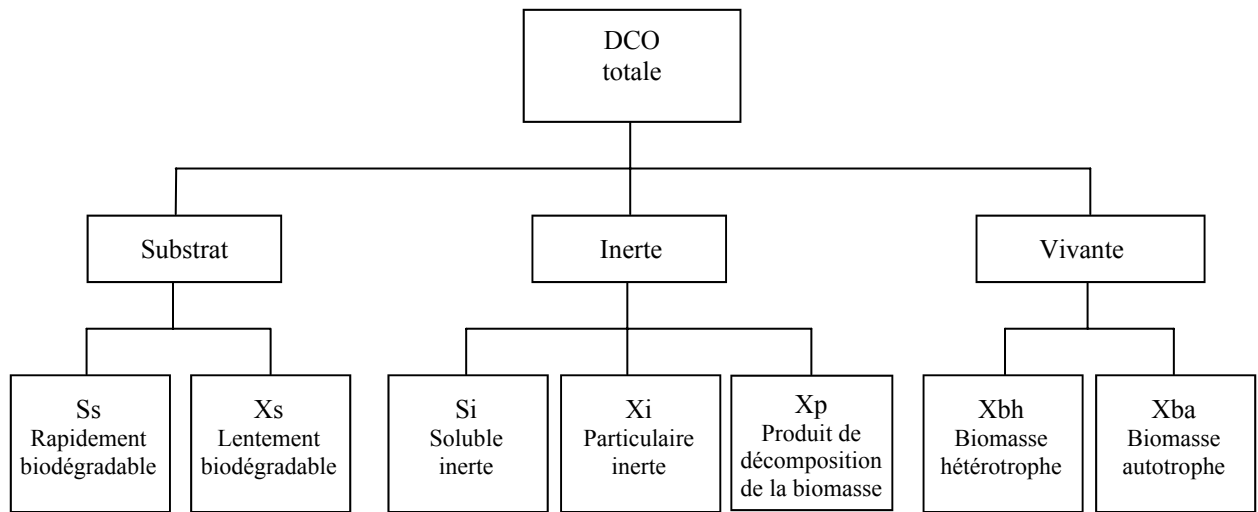 DCO
totale
Substrat
Inerte
Vivante
Ss
Rapidement
biodégradable
Xs
Lentement
biodégradable
Si
Soluble
inerte
Xi
Particulaire
inerte
Xp
Produit de
décomposition
de la biomasse
Xbh
Biomasse
hétérotrophe
Xba
Biomasse
autotrophe